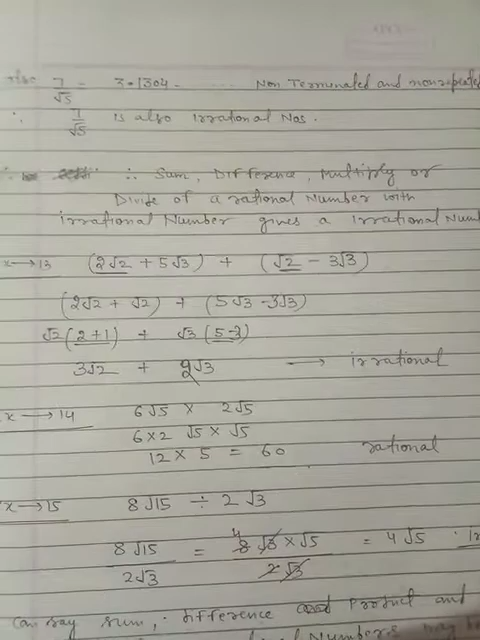 7/√5 = 3.1304 - ..... Non Terminated and nonrepeated
∴ 7/√5 is also irrational Nos.
∴ Sum, Difference, Multiply or
Divide of a rational Number with
irrational Number gives a irrational Num
x → 13 (2√2 + 5√3) + (√2 - 3√3)
(2√2 + √2) + (5√3 - 3√3)
√2(2+1) + √3(5-3)
3√2 + 2√3 → irrational
x → 14 6√5 × 2√5
6×2 √5 × √5
12 × 5 = 60 rational
x → 15 8√15 ÷ 2√3
8√15 / 2√3 = 4 8√3 × √5 / 2√3 = 4√5
can say sum, difference Product and
Numbers may b